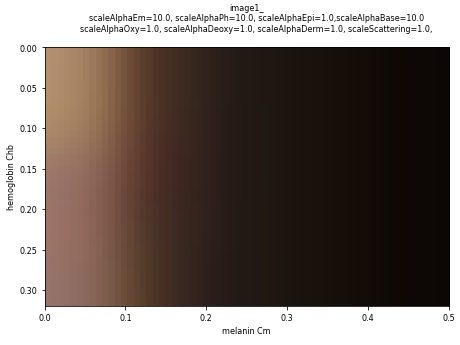 image1_
scaleAlphaEm=10.0, scaleAlphaPh=10.0, scaleAlphaEpi=1.0,scaleAlphaBase=10.0
scaleAlphaOxy=1.0, scaleAlphaDeoxy=1.0, scaleAlphaDerm=1.0, scaleScattering=1.0,
0.00
0.05
0.10
0.15
0.20
0.25
0.30
hemoglobin Chb
0.0
0.1
0.2
0.3
0.4
0.5
melanin Cm